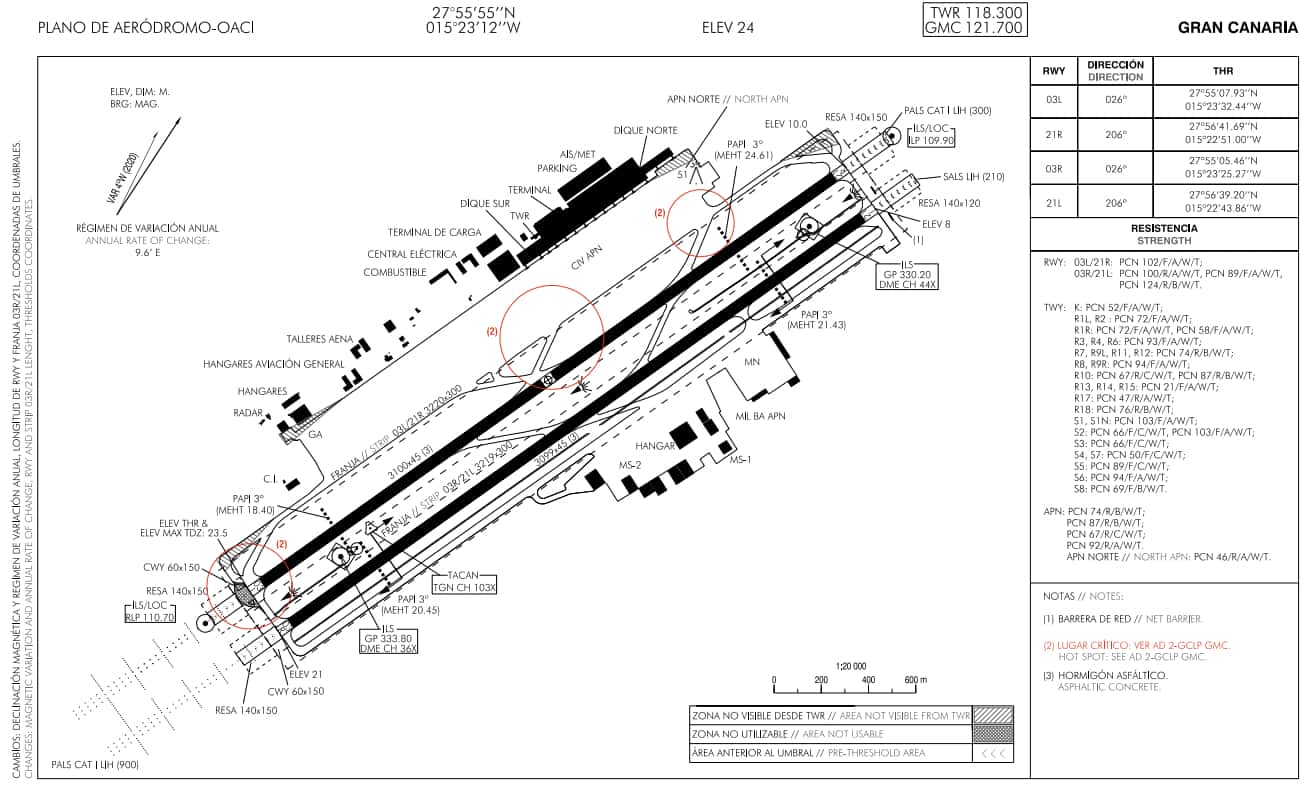 PLANO DE AERÓDROMO-OACI
27°55'55''N
015°23'12''W
ELEV 24
TWR 118.300
GMC 121.700
GRAN CANARIA
CAMBIOS: DECLINACIÓN MAGNÉTICA Y RÉGIMEN DE VARIACIÓN ANUAL, LONGITUD DE RWY Y FRANJA 03R/21L, COORDENADAS DE UMBRALES.
CHANGES: MAGNETIC VARIATION AND ANNUAL RATE OF CHANGE, RWY AND STRIP 03R/21L LENGHT, THRESHOLDS COORDINATES.
ELEV, DIM: M.
BRG: MAG.
VAR 4°W (2020)
RÉGIMEN DE VARIACIÓN ANUAL
ANNUAL RATE OF CHANGE:
9.6' E
APN NORTE // NORTH APN
DIQUE NORTE
AIS/MET
PARKING
TERMINAL
DIQUE SUR
TWR
TERMINAL DE CARGA
CENTRAL ELÉCTRICA
COMBUSTIBLE
CIV APN
S1
ELEV 10.0
PAPI 3°
(MEHT 24.61)
RESA 140x150
PALS CAT I LIH (300)
ILS/LOC
LP 109.90
SALS LIH (210)
RESA 140x120
ELEV 8
(1)
(2)
ILS
GP 330.20
DME CH 44X
PAPI 3°
(MEHT 21.43)
(2)
TALLERES AENA
HANGARES AVIACIÓN GENERAL
HANGARES
RADAR
GA
C.I.
MN
MIL BA APN
HANGAR
MS-2
MS-1
FRANJA // STRIP 03L/21R 3220x300
3100x45 (3)
FRANJA // STRIP 03R/21L 3219x300
3099x45 (3)
PAPI 3°
(MEHT 18.40)
ELEV THR &
ELEV MAX TDZ: 23.5
(2)
CWY 60x150
RESA 140x150
ILS/LOC
RLP 110.70
TACAN
TGN CH 103X
PAPI 3°
(MEHT 20.45)
ILS
GP 333.80
DME CH 36X
ELEV 21
CWY 60x150
RESA 140x150
PALS CAT I LIH (900)
1:20 000
0 200 400 600 m
ZONA NO VISIBLE DESDE TWR // AREA NOT VISIBLE FROM TWR
ZONA NO UTILIZABLE // AREA NOT USABLE
ÁREA ANTERIOR AL UMBRAL // PRE-THRESHOLD AREA
RWY DIRECCIÓN THR
DIRECTION
03L 026° 27°55'07.93''N
015°23'32.44''W
21R 206° 27°56'41.69''N
015°22'51.00''W
03R 026° 27°55'05.46''N
015°23'25.27''W
21L 206° 27°56'39.20''N
015°22'43.86''W
RESISTENCIA
STRENGTH
RWY: 03L/21R: PCN 102/F/A/W/T;
03R/21L: PCN 100/R/A/W/T, PCN 89/F/A/W/T,
PCN 124/R/B/W/T.
TWY: K: PCN 52/F/A/W/T;
R1L, R2 : PCN 72/F/A/W/T;
R1R: PCN 72/F/A/W/T, PCN 58/F/A/W/T;
R3, R4, R6: PCN 93/F/A/W/T;
R7, R9L, R11, R12: PCN 74/R/B/W/T;
R8, R9R: PCN 94/F/A/W/T;
R10: PCN 67/R/C/W/T, PCN 87/R/B/W/T;
R13, R14, R15: PCN 21/F/A/W/T;
R17: PCN 47/R/A/W/T;
R18: PCN 76/R/B/W/T;
S1, S1N: PCN 103/F/A/W/T;
S2: PCN 66/F/C/W/T, PCN 103/F/A/W/T;
S3: PCN 66/F/C/W/T;
S4, S7: PCN 50/F/C/W/T;
S5: PCN 89/F/C/W/T;
S6: PCN 94/F/A/W/T;
S8: PCN 69/F/B/W/T.
APN: PCN 74/R/B/W/T;
PCN 87/R/B/W/T;
PCN 67/R/C/W/T;
PCN 92/R/A/W/T.
APN NORTE // NORTH APN: PCN 46/R/A/W/T.
NOTAS // NOTES:
(1) BARRERA DE RED // NET BARRIER.
(2) LUGAR CRÍTICO: VER AD 2-GCLP GMC.
HOT SPOT: SEE AD 2-GCLP GMC.
(3) HORMIGÓN ASFÁLTICO.
ASPHALTIC CONCRETE.